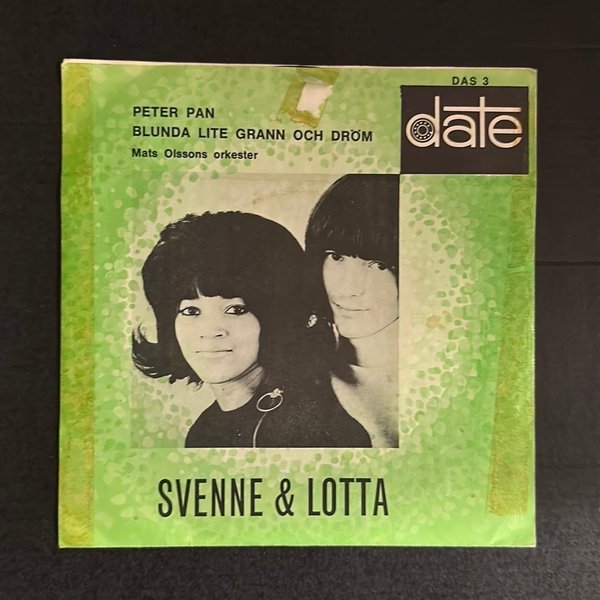 DAS 3
date
PETER PAN
BLUNDA LITE GRANN OCH DRÖM
Mats Olssons orkester
SVENNE & LOTTA